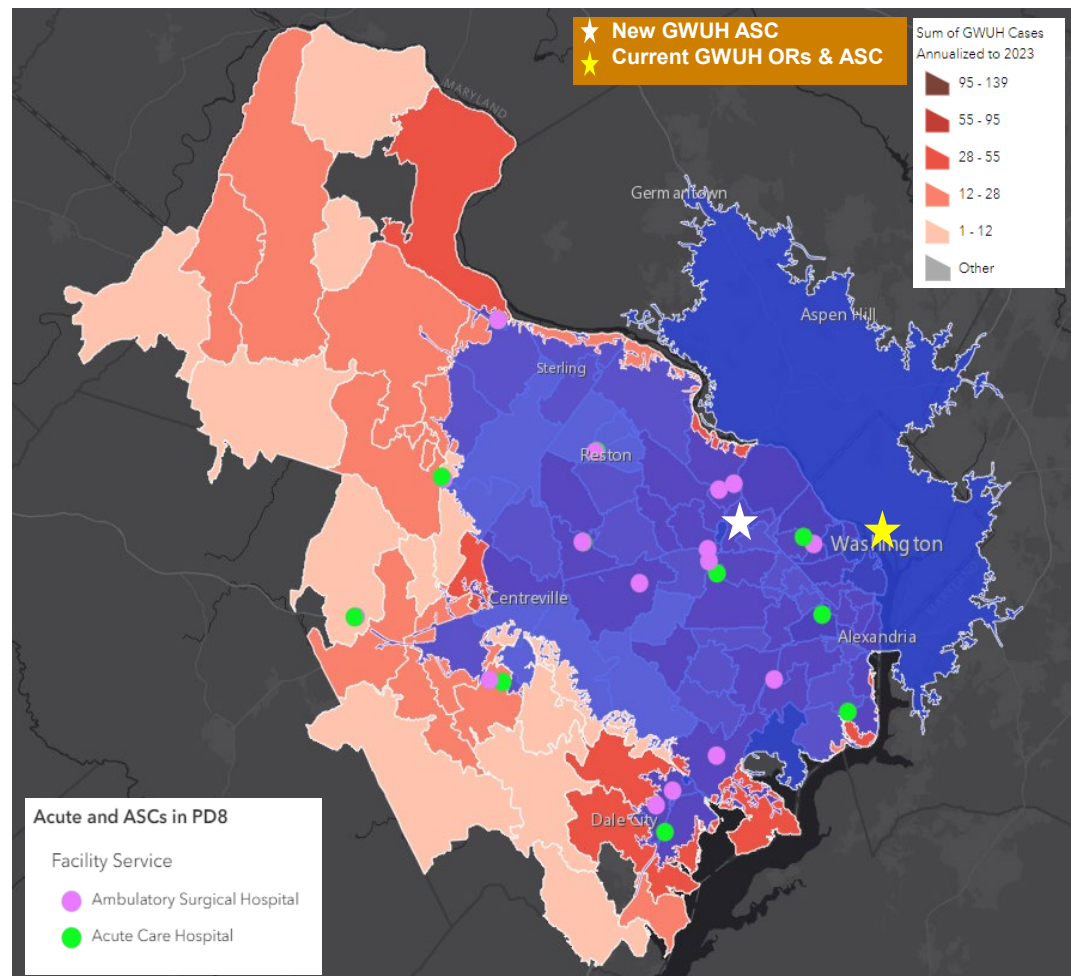 New GWUH ASC
Current GWUH ORs & ASC
Sum of GWUH Cases
Annualized to 2023
95 - 139
55 - 95
28 - 55
12 - 28
1 - 12
Other
MARYLAND
Germantown
Aspen Hill
Sterling
Reston
Washington
Centreville
Alexandria
Dale City
Acute and ASCs in PD8
Facility Service
Ambulatory Surgical Hospital
Acute Care Hospital